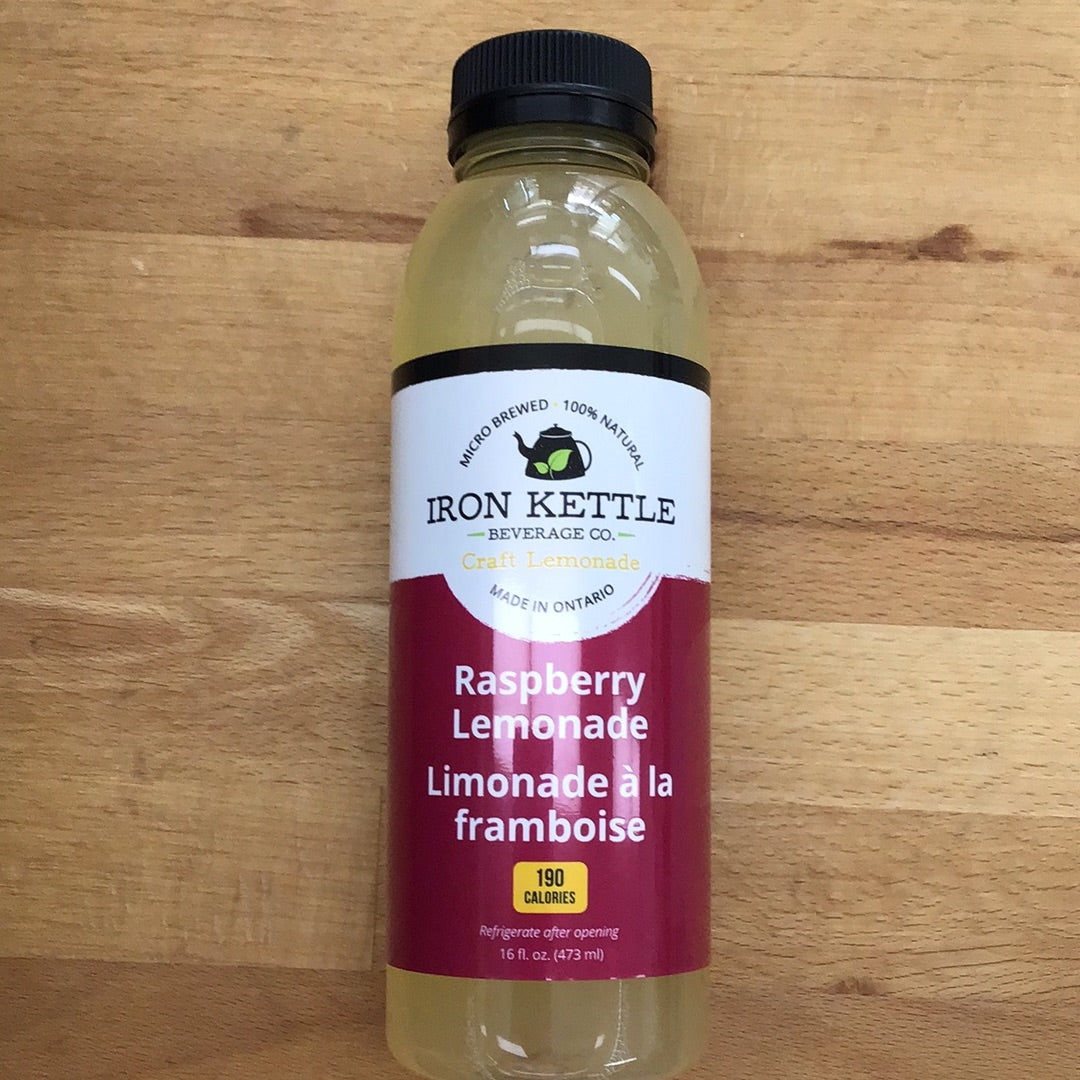 MICRO BREWED · 100% NATURAL
IRON KETTLE
BEVERAGE CO.
Craft Lemonade
MADE IN ONTARIO
Raspberry
Lemonade
Limonade à la
framboise
190
CALORIES
Refrigerate after opening
16 fl. oz. (473 ml)